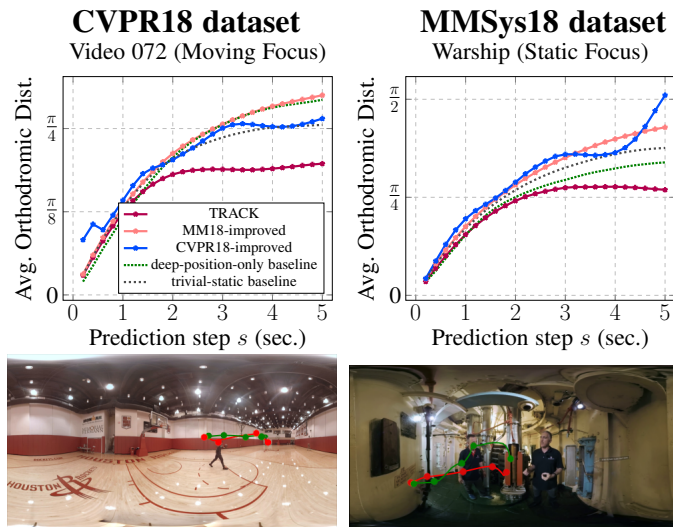 CVPR18 dataset
Video 072 (Moving Focus)
Avg. Orthodromic Dist.
π/4
π/8
0
0 1 2 3 4 5
Prediction step s (sec.)
TRACK
MM18-improved
CVPR18-improved
deep-position-only baseline
trivial-static baseline
MMSys18 dataset
Warship (Static Focus)
Avg. Orthodromic Dist.
π/2
π/4
0
0 1 2 3 4 5
Prediction step s (sec.)
HOUSTON
HOUSTON